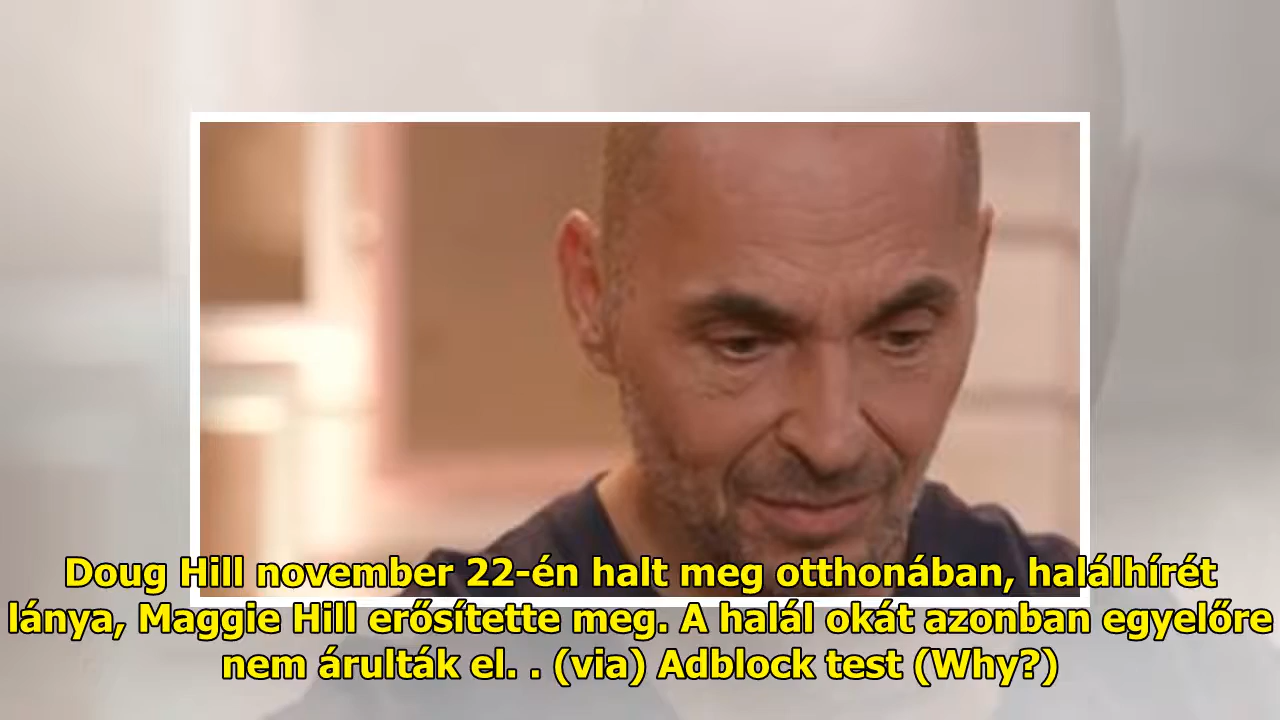 Doug Hill november 22-én halt meg otthonában, halálhírét
lánya, Maggie Hill erősítette meg. A halál okát azonban egyelőre
nem árulták el. . (via) Adblock test (Why?)